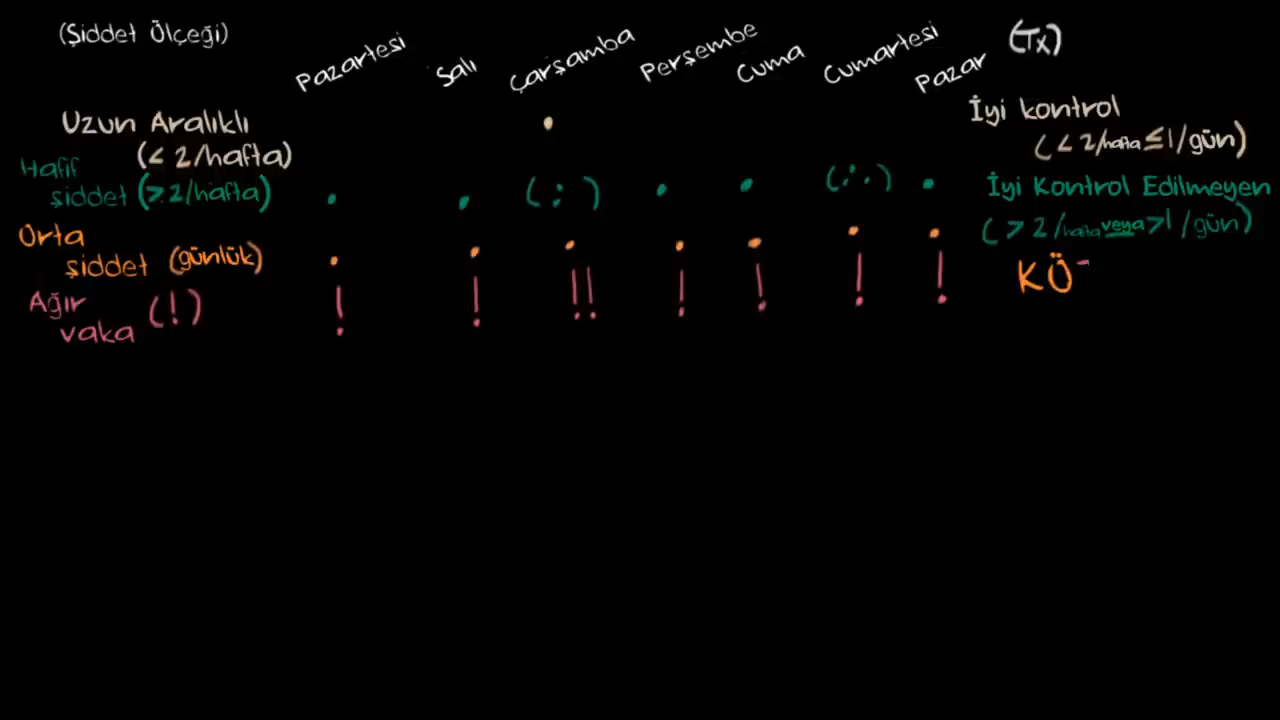 (Şiddet Ölçeği)
Pazartesi Salı Çarşamba Perşembe Cuma Cumartesi Pazar (Tx)
Uzun Aralıklı
(< 2/hafta)
Hafif
şiddet (> 2/hafta)
Orta
şiddet (günlük)
Ağır
vaka (!)
İyi kontrol
(< 2/hafta ≤ 1/gün)
İyi Kontrol Edilmeyen
(> 2/hafta veya >1/gün)
KÖ